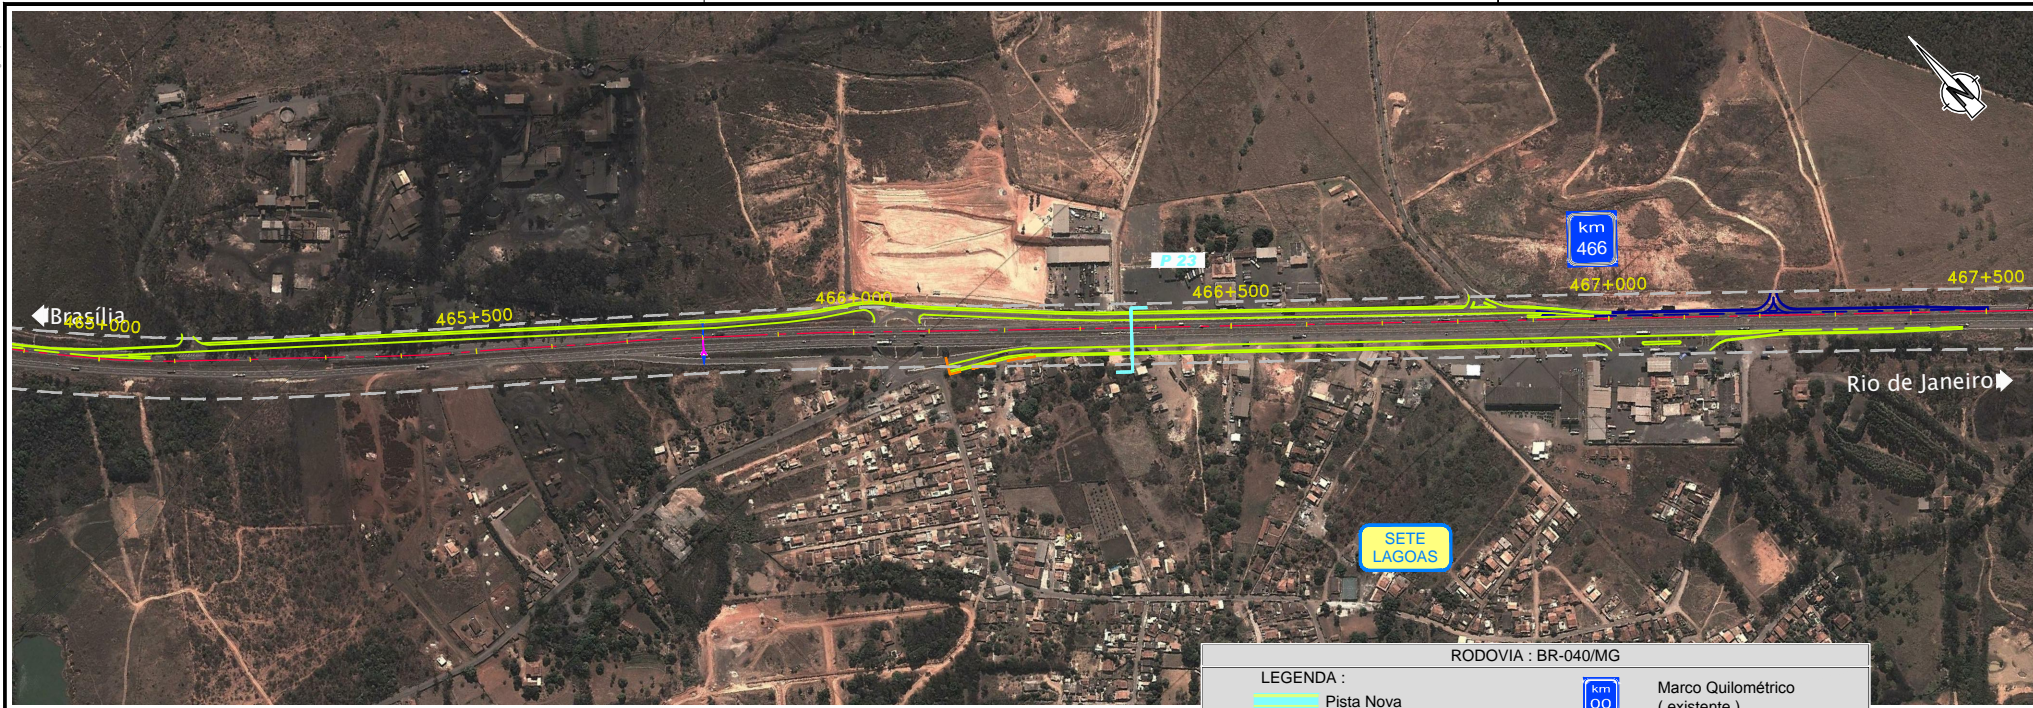 N
km
466
P 23
467+500
467+000
466+500
466+000
Brasília
465+000
465+500
Rio de Janeiro
SETE
LAGOAS
RODOVIA : BR-040/MG
LEGENDA :
Pista Nova
km
00
Marco Quilométrico
( existente )